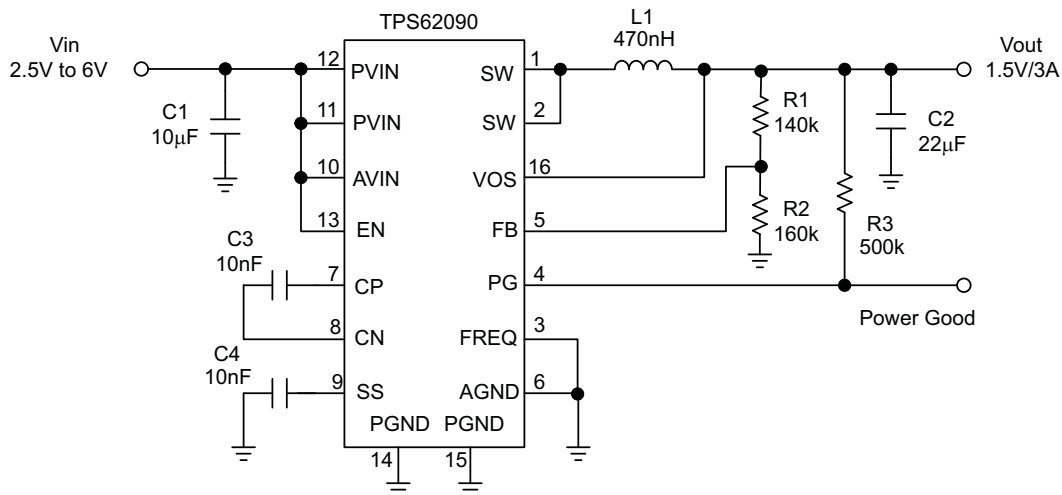 TPS62090
Vin
2.5V to 6V
C1
10μF
12
PVIN
11
PVIN
10
AVIN
13
EN
C3
10nF
7
CP
8
CN
C4
10nF
9
SS
PGND
PGND
14
15
SW
1
SW
2
VOS
16
FB
5
PG
4
FREQ
3
AGND
6
L1
470nH
R1
140k
R2
160k
R3
500k
C2
22μF
Vout
1.5V/3A
Power Good